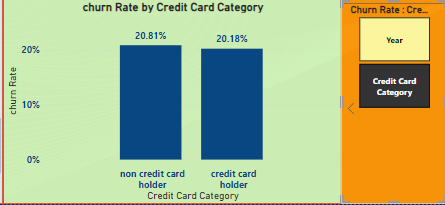 churn Rate by Credit Card Category
20.81%
20.18%
20%
10%
0%
churn Rate
non credit card
holder
credit card
holder
Credit Card Category
Churn Rate : Cre...
Year
Credit Card
Category